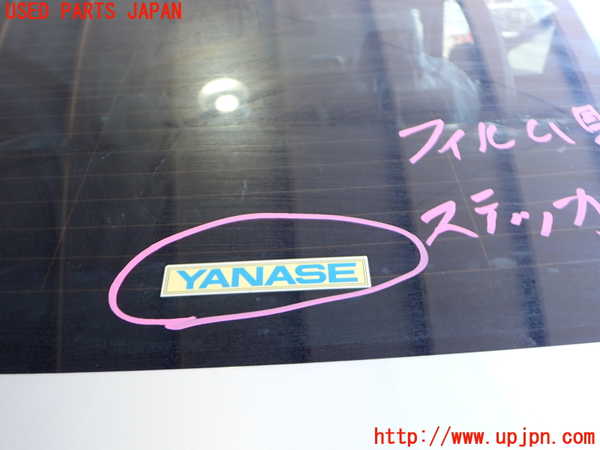 USED PARTS JAPAN
フィルム
ステッカ
YANASE
http://www.upjpn.com/